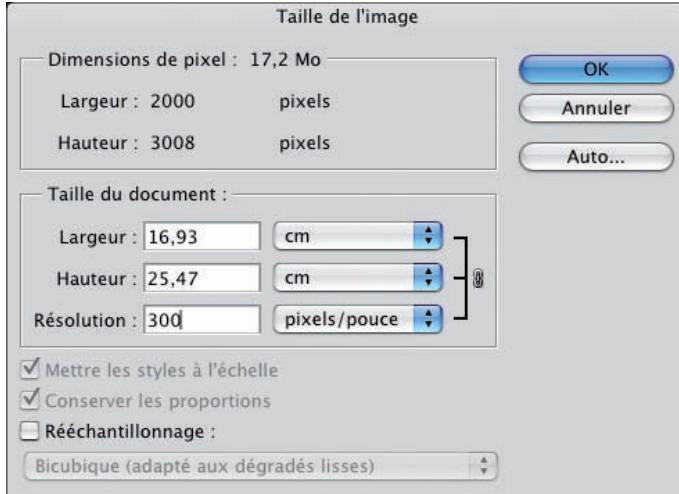 Taille de l'image
Dimensions de pixel : 17,2 Mo
Largeur : 2000 pixels
Hauteur : 3008 pixels
Taille du document :
Largeur : 16,93 cm
Hauteur : 25,47 cm
Résolution : 300 pixels/pouce
Mettre les styles à l'échelle
Conserver les proportions
Rééchantillonnage :
Bicubique (adapté aux dégradés lisses)
OK
Annuler
Auto...